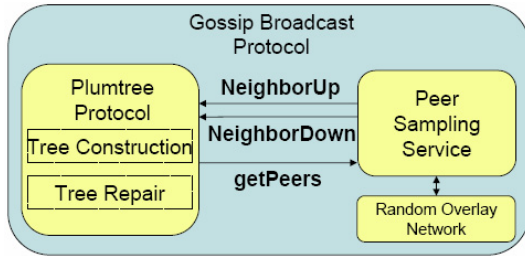 Gossip Broadcast
Protocol
Plumtree
Protocol
Tree Construction
Tree Repair
NeighborUp
NeighborDown
getPeers
Peer
Sampling
Service
Random Overlay
Network